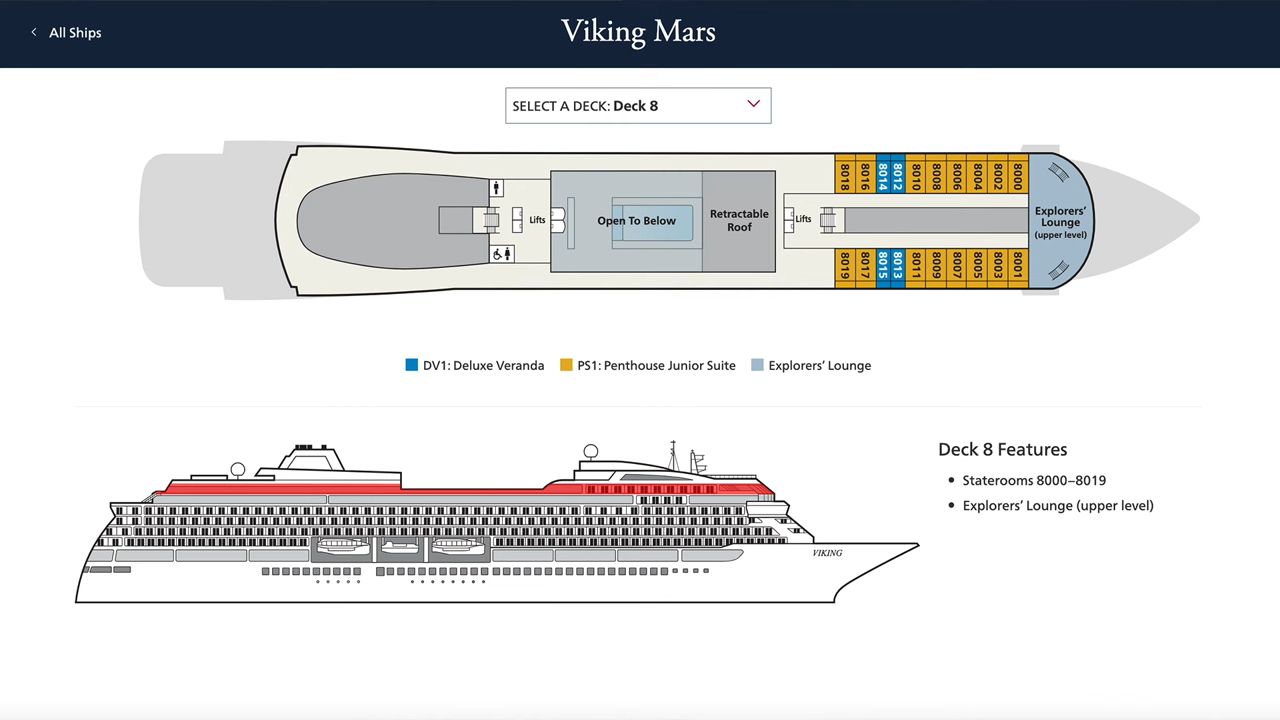 All Ships
Viking Mars
SELECT A DECK: Deck 8
8018
8016
8014
8012
8010
8008
8006
8004
8002
8000
Lifts
Open To Below
Retractable
Roof
Lifts
Explorers'
Lounge
(upper level)
8019
8017
8015
8013
8011
8009
8007
8005
8003
8001
DV1: Deluxe Veranda
PS1: Penthouse Junior Suite
Explorers' Lounge
Deck 8 Features
• Staterooms 8000–8019
• Explorers' Lounge (upper level)
VIKING